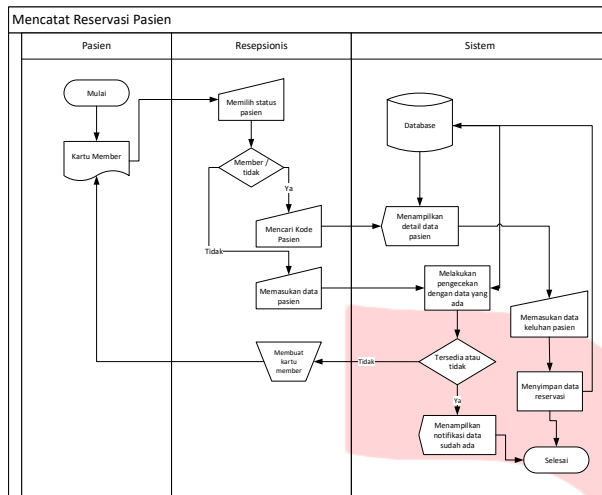 Mencatat Reservasi Pasien
Pasien
Resepsionis
Sistem
Mulai
Kartu Member
Memilih status
pasien
Member /
tidak
Ya
Tidak
Mencari Kode
Pasien
Memasukan data
pasien
Membuat
kartu
member
Database
Menampilkan
detail data
pasien
Melakukan
pengecekan
dengan data yang
ada
Tersedia atau
tidak
Tidak
Ya
Menampilkan
notifikasi data
sudah ada
Memasukan data
keluhan pasien
Menyimpan data
reservasi
Selesai